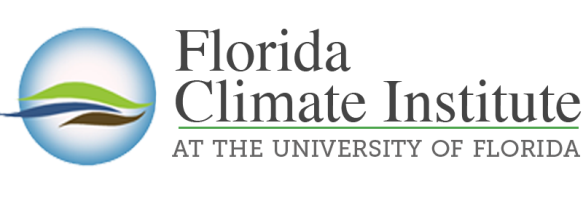 Florida
Climate Institute
AT THE UNIVERSITY OF FLORIDA